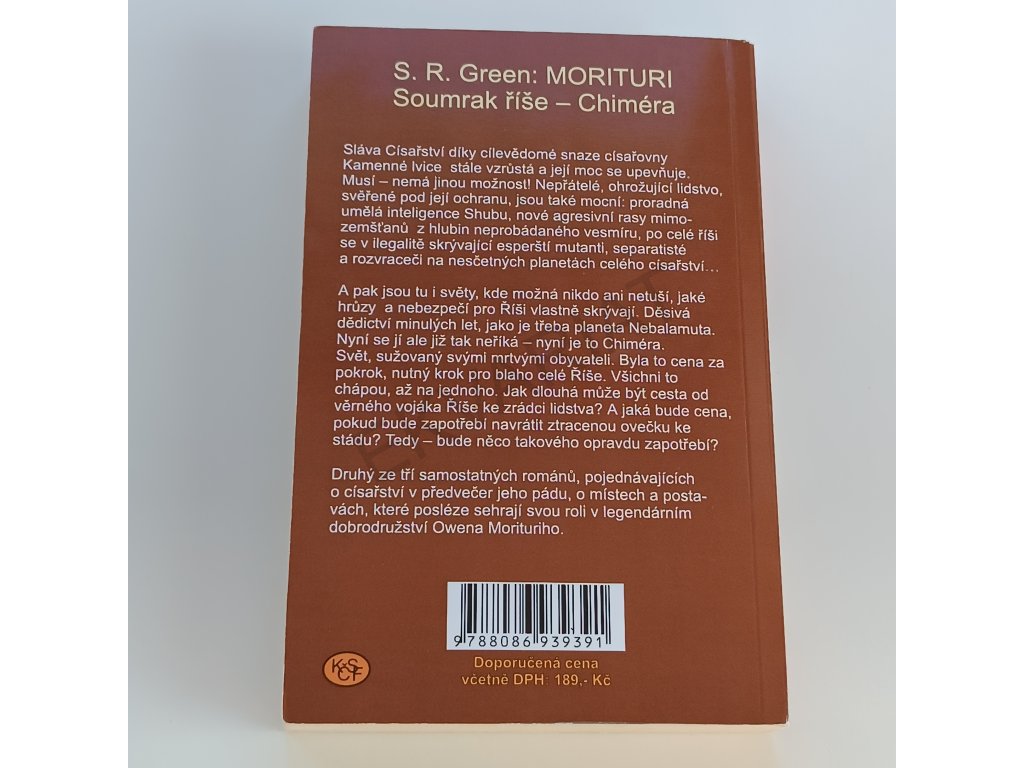 S. R. Green: MORITURI
Soumrak říše – Chiméra
Sláva Císařství díky cílevědomé snaze císařovny
Kamenné lvice stále vzrůstá a její moc se upevňuje.
Musí – nemá jinou možnost! Nepřátelé, ohrožující lidstvo,
svěřené pod její ochranu, jsou také mocní: proradná
umělá inteligence Shubu, nové agresivní rasy mimo-
zemšťanů z hlubin neprobádaného vesmíru, po celé říši
se v ilegalitě skrývající esperští mutanti, separatisté
a rozvraceči na nesčetných planetách celého císařství...
A pak jsou tu i světy, kde možná nikdo ani netuší, jaké
hrůzy a nebezpečí pro Říši vlastně skrývají. Děsivá
dědictví minulých let, jako je třeba planeta Nebalamuta.
Nyní se jí ale již tak neříká – nyní je to Chiméra.
Svět, sužovaný svými mrtvými obyvateli. Byla to cena za
pokrok, nutný krok pro blaho celé Říše. Všichni to
chápou, až na jednoho. Jak dlouhá může být cesta od
věrného vojáka Říše ke zrádci lidstva? A jaká bude cena,
pokud bude zapotřebí navrátit ztracenou ovečku ke
stádu? Tedy – bude něco takového opravdu zapotřebí?
Druhý ze tří samostatných románů, pojednávajících
o císařství v předvečer jeho pádu, o místech a posta-
vách, které posléze sehrají svou roli v legendárním
dobrodružství Owena Morituriho.
9 788086 939391
Doporučená cena
včetně DPH: 189,- Kč
KŠ
ČF